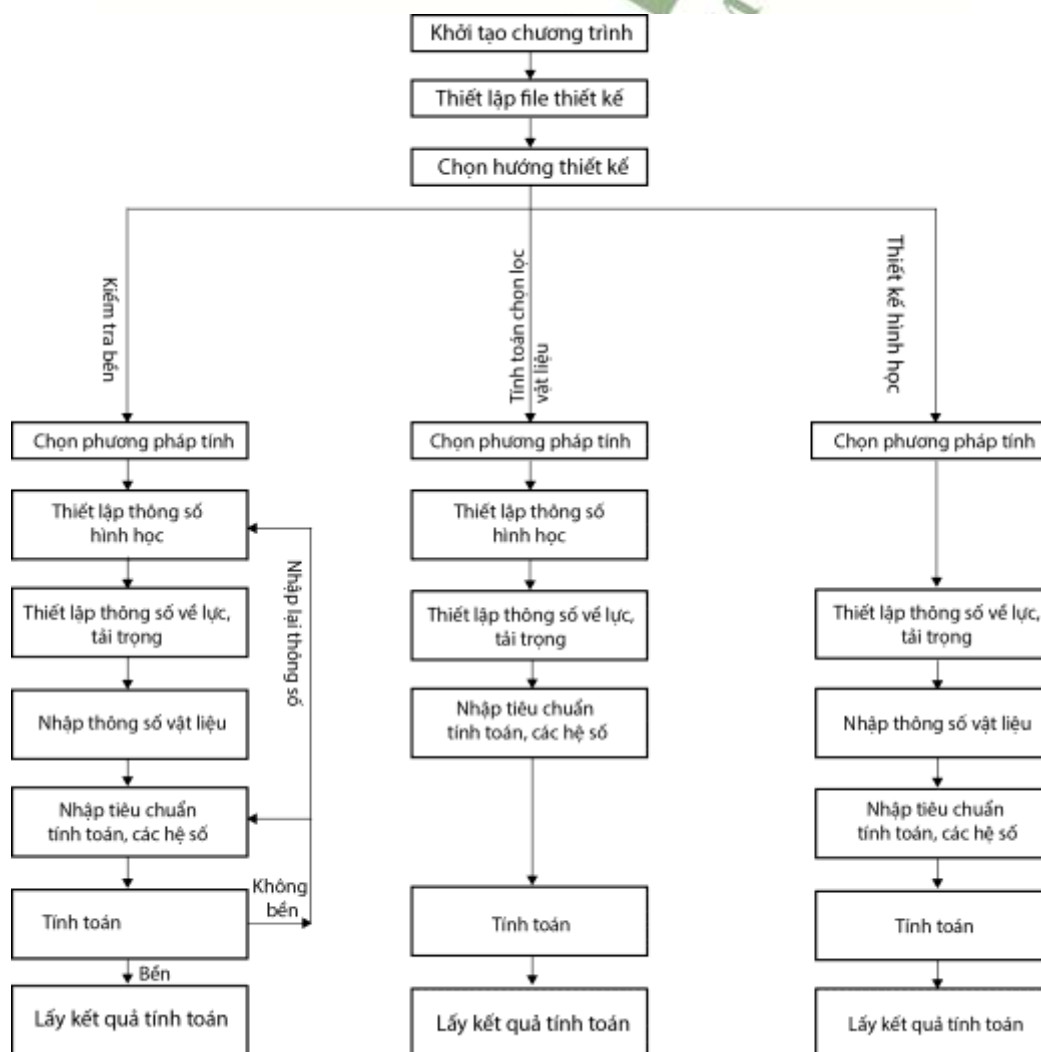 Khởi tạo chương trình
Thiết lập file thiết kế
Chọn hướng thiết kế
Kiểm tra bền
Tính toán chọn lọc
vật liệu
Thiết kế hình học
Chọn phương pháp tính
Thiết lập thông số
hình học
Thiết lập thông số về lực,
tải trọng
Nhập thông số vật liệu
Nhập tiêu chuẩn
tính toán, các hệ số
Tính toán
Không
bền
Nhập lại thông số
Bền
Lấy kết quả tính toán
Chọn phương pháp tính
Thiết lập thông số
hình học
Thiết lập thông số về lực,
tải trọng
Nhập tiêu chuẩn
tính toán, các hệ số
Tính toán
Lấy kết quả tính toán
Chọn phương pháp tính
Thiết lập thông số về lực,
tải trọng
Nhập thông số vật liệu
Nhập tiêu chuẩn
tính toán, các hệ số
Tính toán
Lấy kết quả tính toán